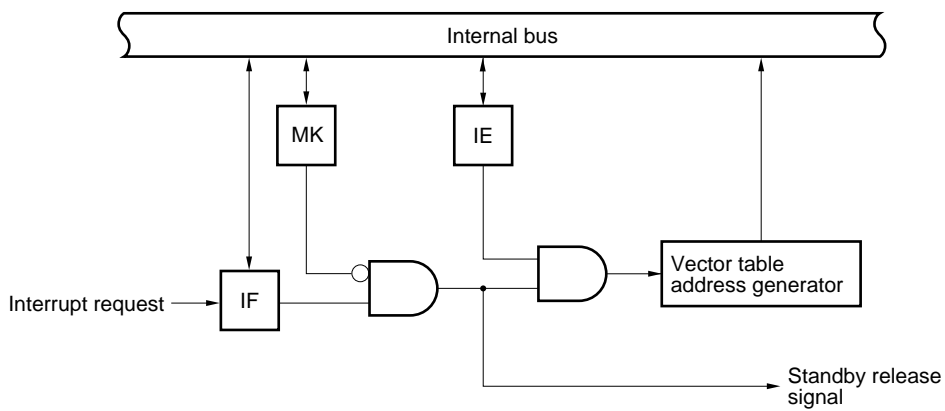 Internal bus
MK
IE
Vector table
address generator
Interrupt request
IF
Standby release
signal